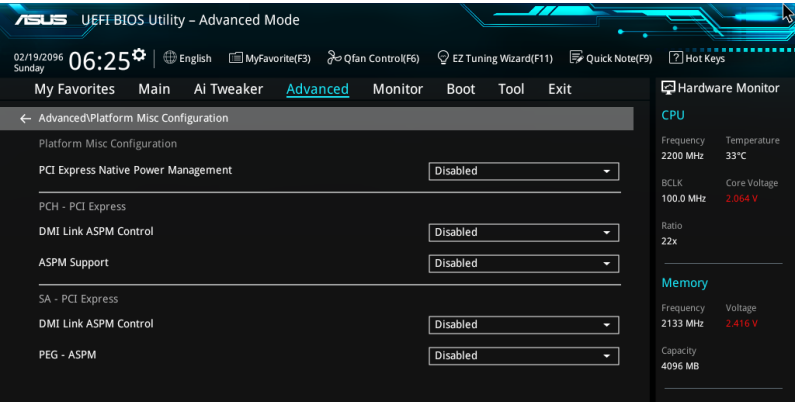 ASUS UEFI BIOS Utility – Advanced Mode
02/19/2096 Sunday 06:25 English MyFavorite(F3) Qfan Control(F6) EZ Tuning Wizard(F11) Quick Note(F9) ? Hot Keys
My Favorites Main Ai Tweaker Advanced Monitor Boot Tool Exit
← Advanced\Platform Misc Configuration
Platform Misc Configuration
PCI Express Native Power Management Disabled
PCH - PCI Express
DMI Link ASPM Control Disabled
ASPM Support Disabled
SA - PCI Express
DMI Link ASPM Control Disabled
PEG - ASPM Disabled
Hardware Monitor
CPU
Frequency Temperature
2200 MHz 33°C
BCLK Core Voltage
100.0 MHz 2.064 V
Ratio
22x
Memory
Frequency Voltage
2133 MHz 2.416 V
Capacity
4096 MB